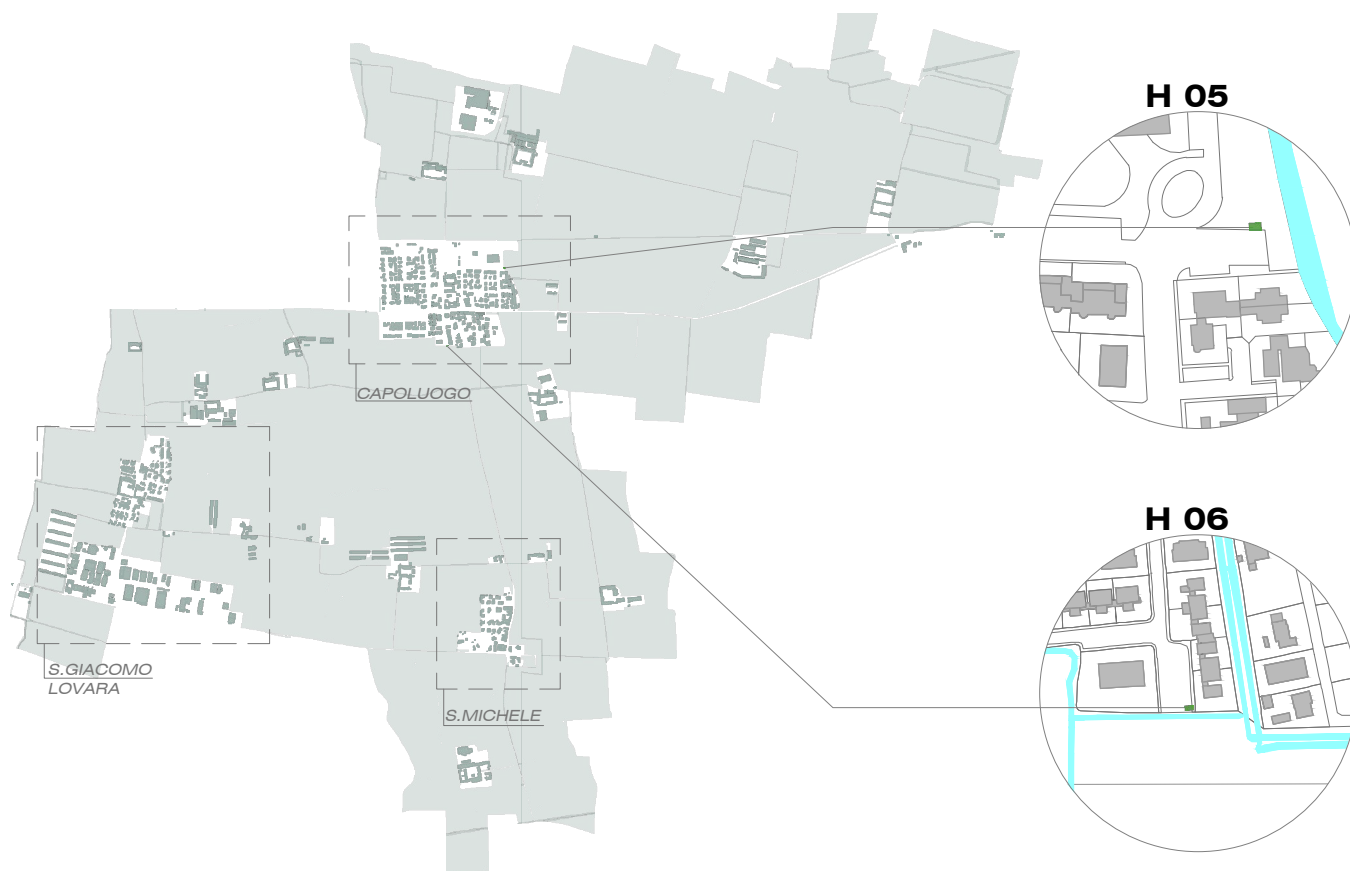 H 05
CAPOLUOGO
H 06
S.GIACOMO
LOVARA
S.MICHELE